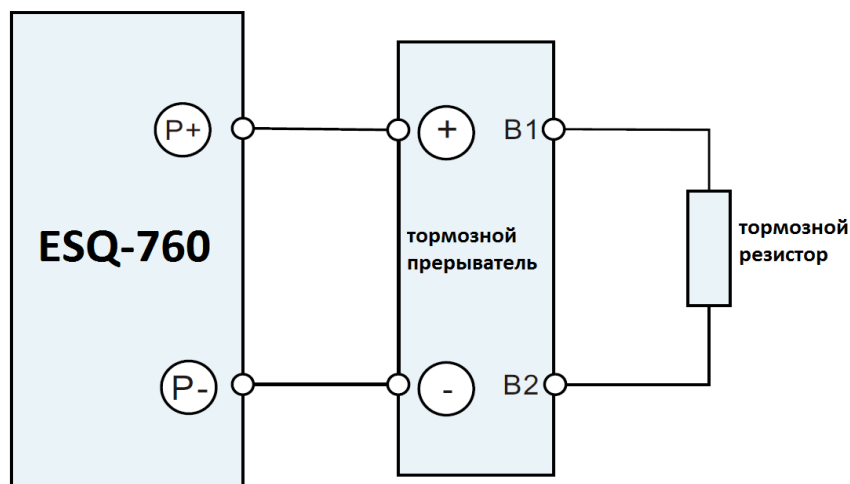 P+
+
B1
ESQ-760
тормозной
прерыватель
тормозной
резистор
P-
-
B2